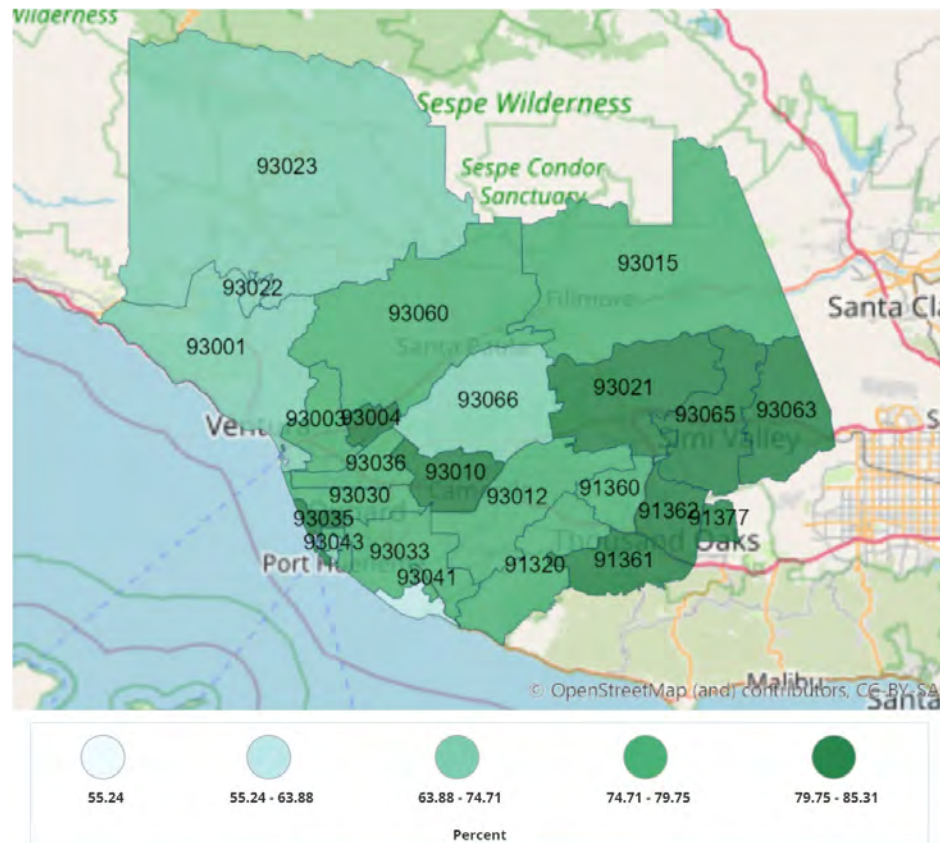 Wilderness
Sespe Wilderness
93023
Sespe Condor
Sanctuary
93015
93022
Fillmore
Santa Cla
93060
93001
Santa Paula
93021
93066
93065
93063
93003
93004
Ventura
Simi Valley
93036
93010
93012
91360
93030
91362
91377
93035
93043
93033
Thousand Oaks
Port Hueneme
93041
91320
91361
Malibu
© OpenStreetMap (and) contributors, CC-BY-SA
Santa
55.24
55.24 - 63.88
63.88 - 74.71
74.71 - 79.75
79.75 - 85.31
Percent